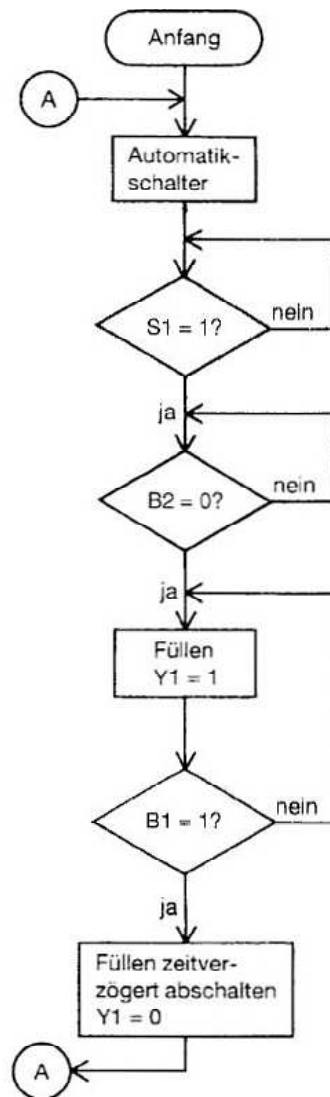 Anfang
A
Automatik-
schalter
S1 = 1?
nein
ja
B2 = 0?
nein
ja
Füllen
Y1 = 1
B1 = 1?
nein
ja
Füllen zeitver-
zögert abschalten
Y1 = 0
A